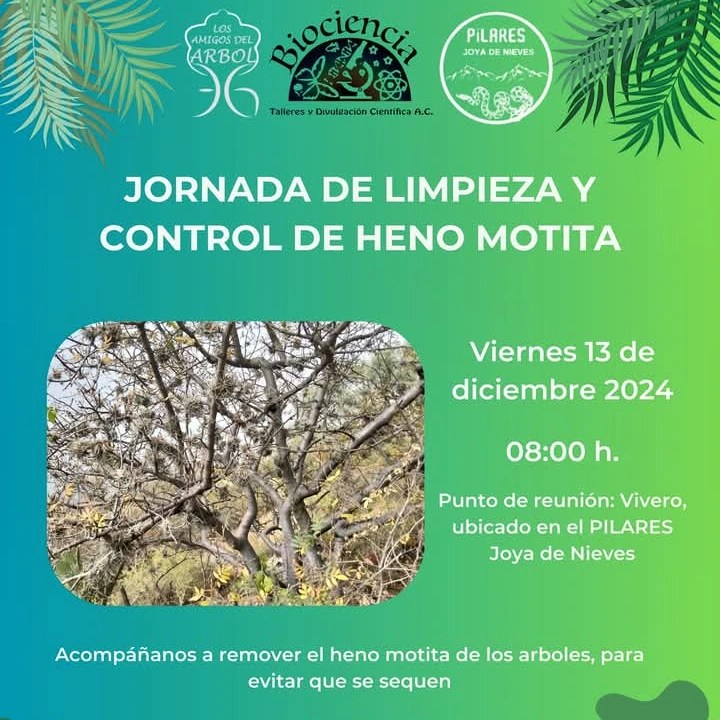 LOS
AMIGOS DEL
ARBOL
Biociencia
Talleres y Divulgación Científica A.C.
PiLARES
JOYA DE NIEVES
JORNADA DE LIMPIEZA Y
CONTROL DE HENO MOTITA
Viernes 13 de
diciembre 2024
08:00 h.
Punto de reunión: Vivero,
ubicado en el PILARES
Joya de Nieves
Acompáñanos a remover el heno motita de los arboles, para
evitar que se sequen